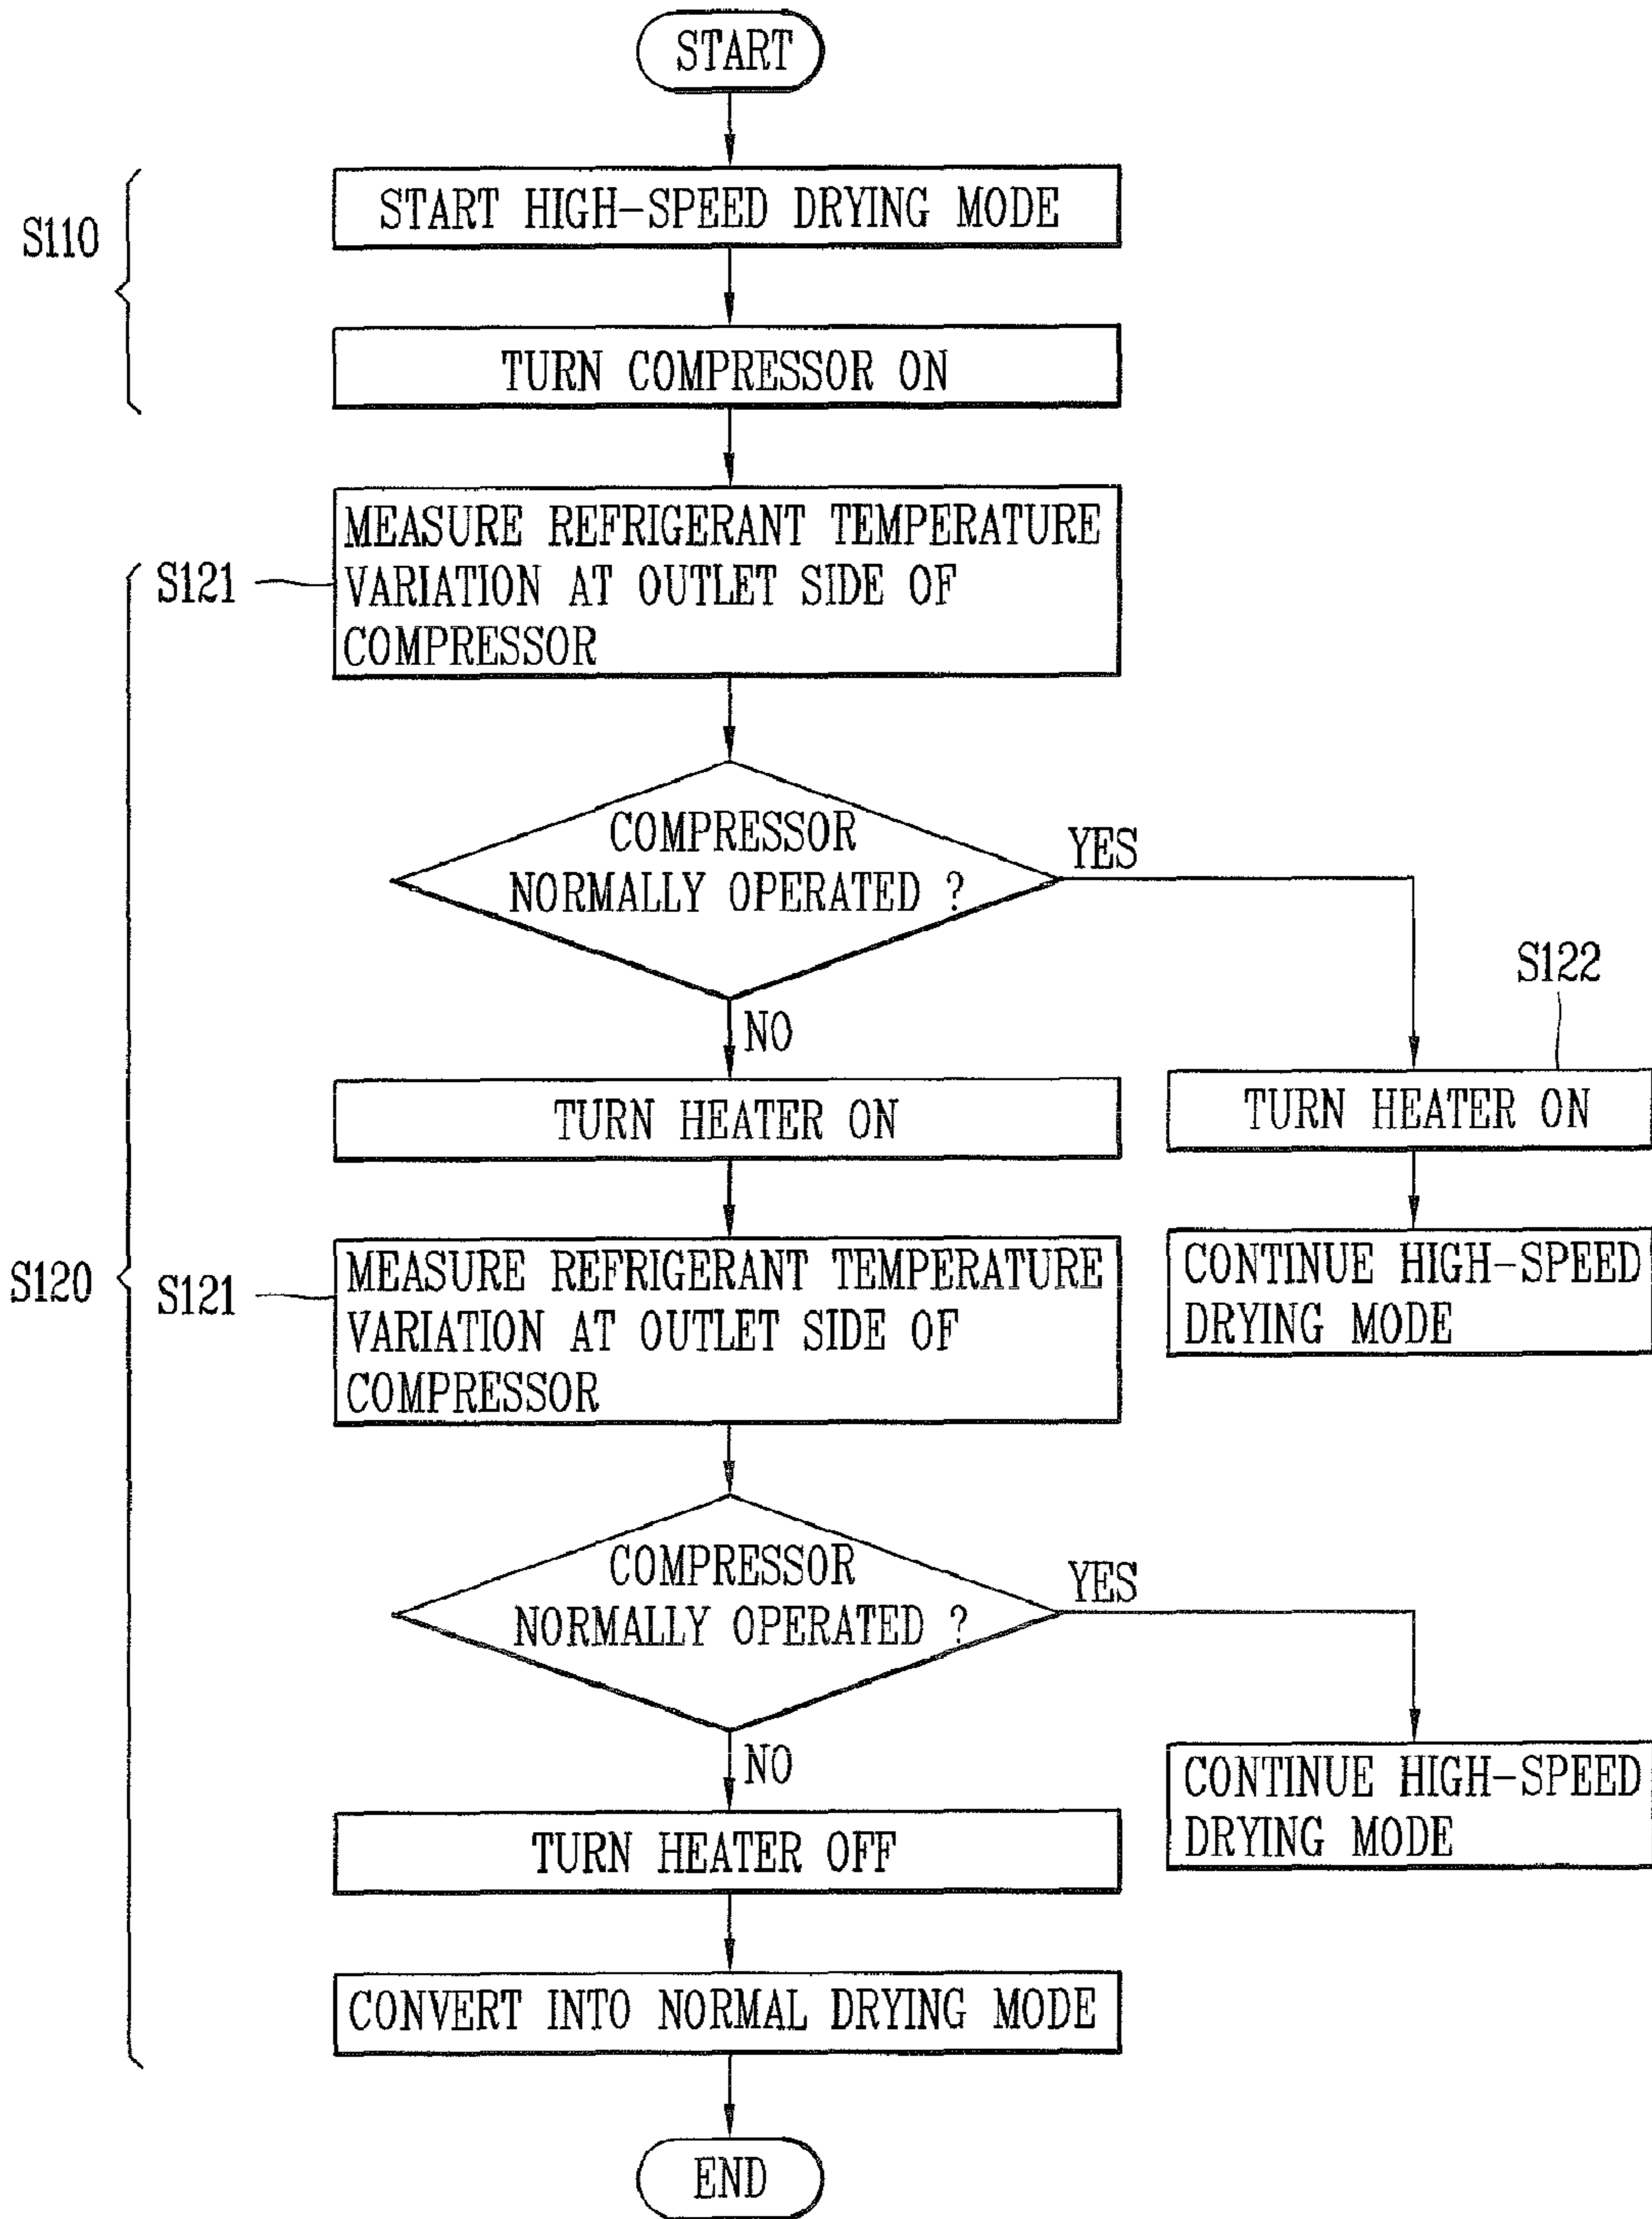 START
S110
START HIGH-SPEED DRYING MODE
TURN COMPRESSOR ON
S121
MEASURE REFRIGERANT TEMPERATURE
VARIATION AT OUTLET SIDE OF
COMPRESSOR
COMPRESSOR
NORMALLY OPERATED ?
YES
NO
S122
TURN HEATER ON
TURN HEATER ON
S120
S121
MEASURE REFRIGERANT TEMPERATURE
VARIATION AT OUTLET SIDE OF
COMPRESSOR
CONTINUE HIGH-SPEED
DRYING MODE
COMPRESSOR
NORMALLY OPERATED ?
YES
NO
CONTINUE HIGH-SPEED
DRYING MODE
TURN HEATER OFF
CONVERT INTO NORMAL DRYING MODE
END